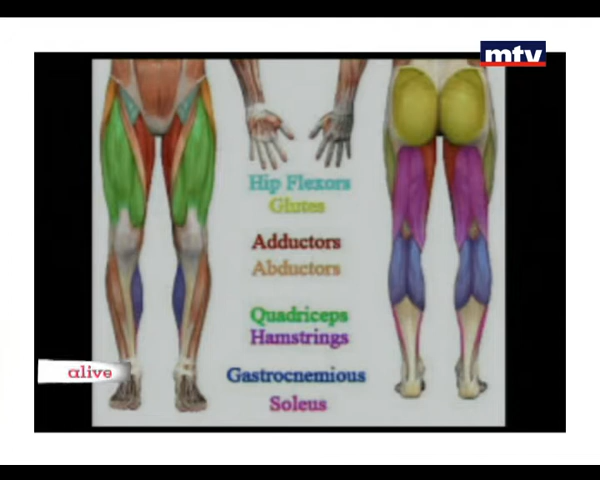 mtv
Hip Flexors
Glutes
Adductors
Abductors
Quadriceps
Hamstrings
alive
Gastrocnemious
Soleus